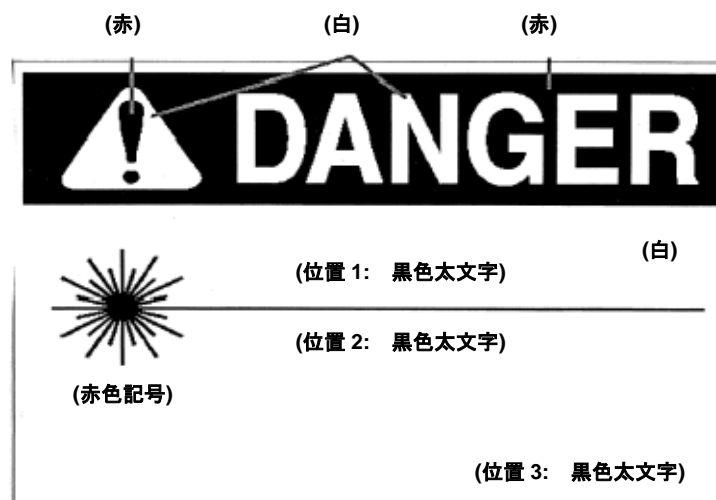 (赤) (白) (赤)
DANGER
(白)
(位置 1: 黒色太文字)
(位置 2: 黒色太文字)
(赤色記号)
(位置 3: 黒色太文字)